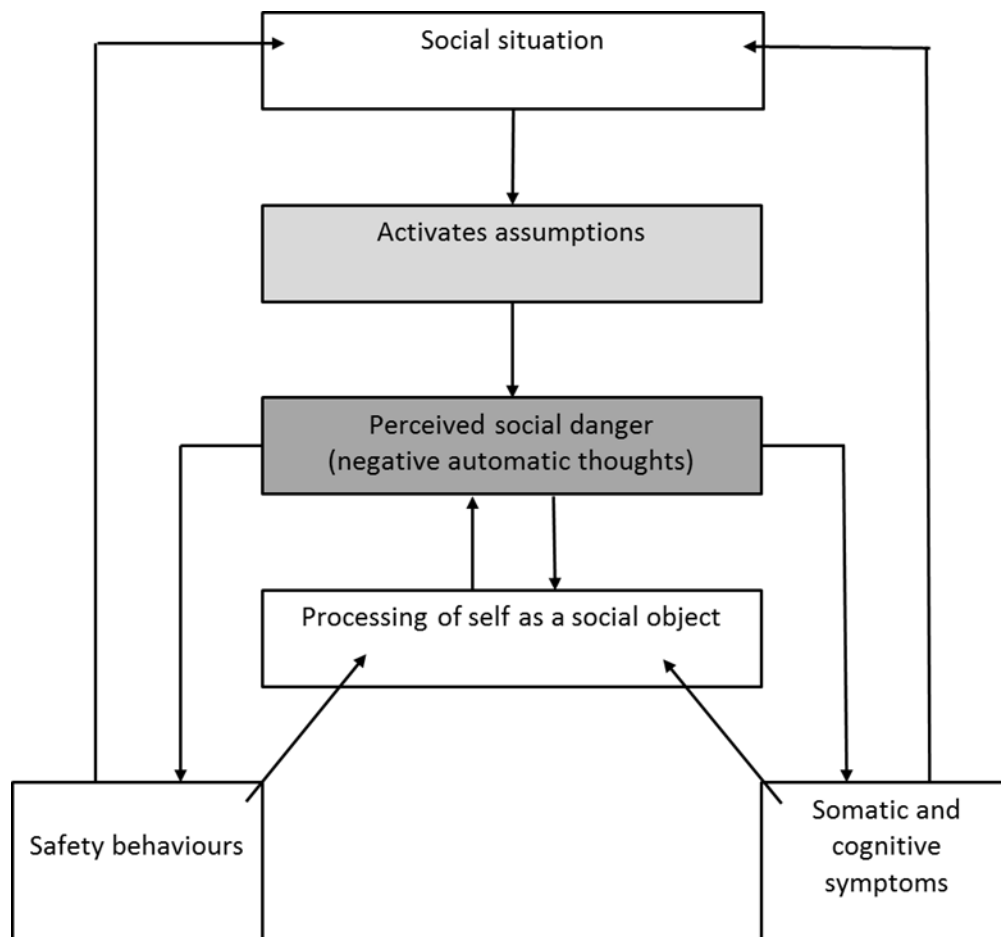 Social situation
Activates assumptions
Perceived social danger
(negative automatic thoughts)
Processing of self as a social object
Safety behaviours
Somatic and
cognitive
symptoms